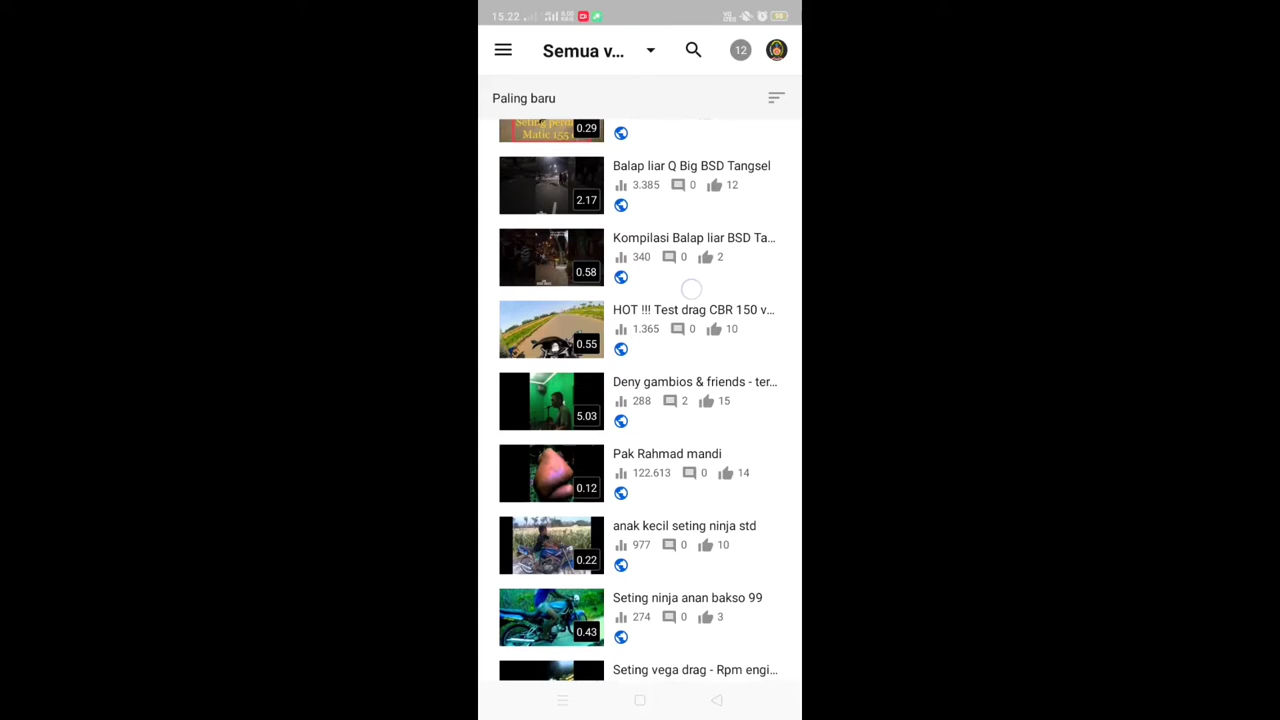 15.22
58
Semua v...
12
Paling baru
Matic 155
0.29
Balap liar Q Big BSD Tangsel
2.17
3.385 0 12
Kompilasi Balap liar BSD Ta...
0.58
340 0 2
HOT !!! Test drag CBR 150 v...
0.55
1.365 0 10
Deny gambios & friends - ter...
5.03
288 2 15
Pak Rahmad mandi
0.12
122.613 0 14
anak kecil seting ninja std
0.22
977 0 10
Seting ninja anan bakso 99
0.43
274 0 3
Seting vega drag - Rpm engi...